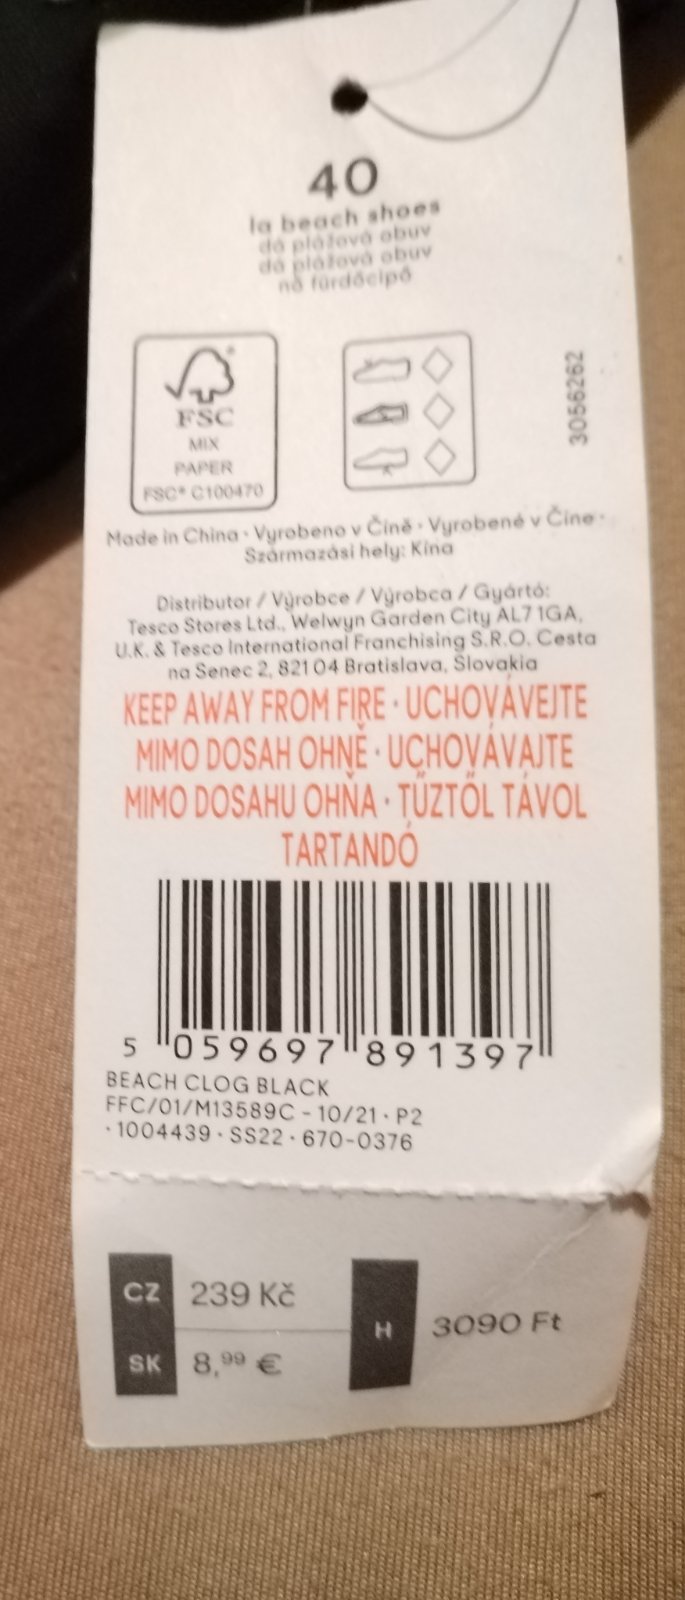 40
la beach shoes
dá plážová obuv
dá plážová obuv
nő fürdőcipő
FSC®
MIX
PAPER
FSC® C100470
3056262
Made in China · Vyrobeno v Číně · Vyrobené v Číne ·
Származási hely: Kína
Distributor / Výrobce / Výrobca / Gyártó:
Tesco Stores Ltd., Welwyn Garden City AL7 1GA,
U.K. & Tesco International Franchising S.R.O. Cesta
na Senec 2, 821 04 Bratislava, Slovakia
KEEP AWAY FROM FIRE · UCHOVÁVEJTE
MIMO DOSAH OHNĚ · UCHOVÁVAJTE
MIMO DOSAHU OHŇA · TŰZTŐL TÁVOL
TARTANDÓ
5 059697 891397
BEACH CLOG BLACK
FFC/01/M13589C - 10/21 · P2
· 1004439 · SS22 · 670-0376
CZ 239 Kč
SK 8,99 €
H 3090 Ft